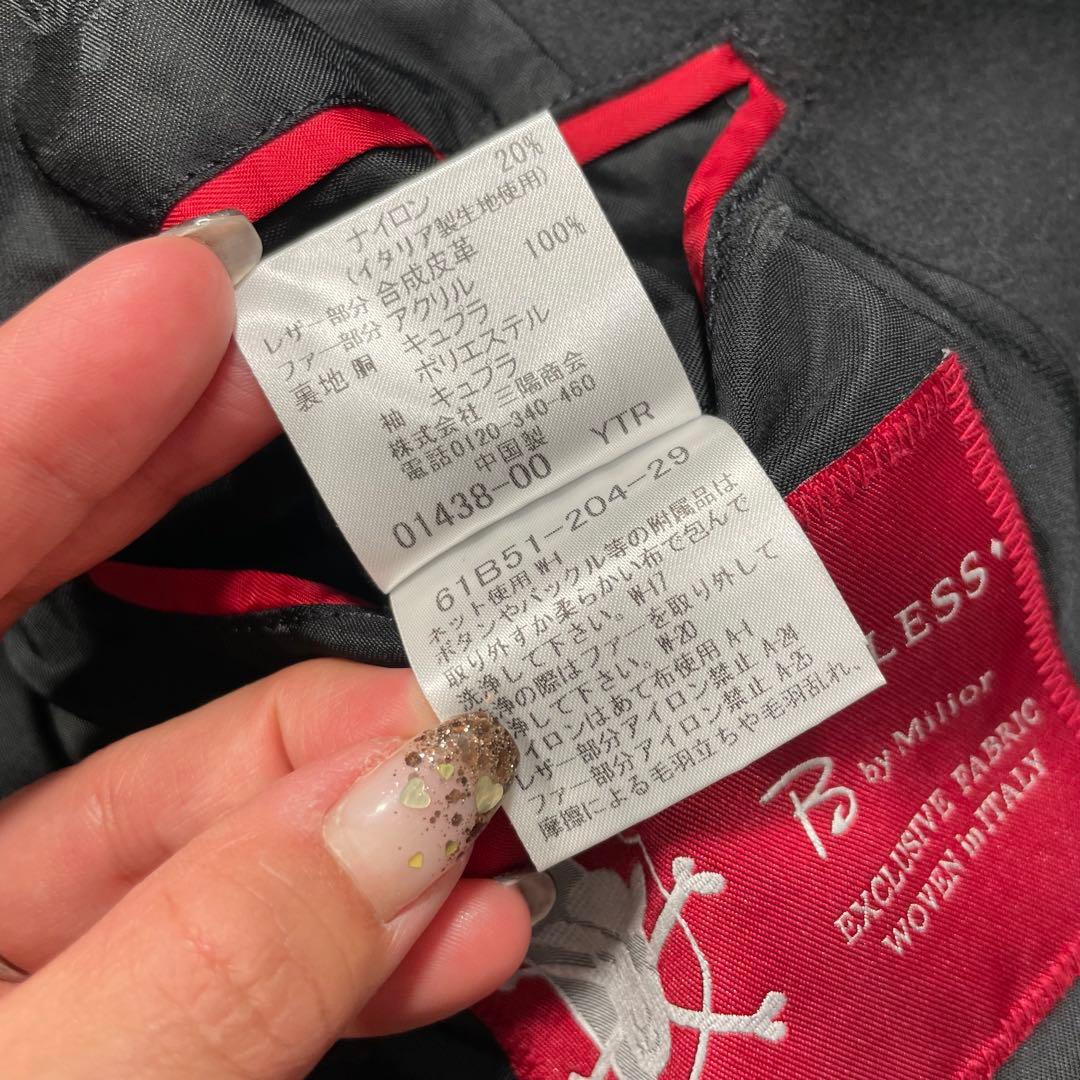 ナイロン 20%
(イタリア製生地使用)
レザー部分 合成皮革 100%
ファー部分 アクリル
裏地 胴 キュプラ
ポリエステル
袖 キュプラ
株式会社 三陽商会
電話0120-340-460
中国製
01438-00 YTR
61B51-204-29
ネット使用 W-1
ボタンやバックル等の附属品は
取り外すか柔らかい布で包んで
洗浄して下さい。 W-17
浄の際はファーを取り外して
浄して下さい。 W-20
イロンはあて布使用 A-1
レザー部分アイロン禁止 A-24
ファー部分アイロン禁止 A-25
摩擦による毛羽立ちや毛羽乱れ、
LESS
B by Milior
EXCLUSIVE FABRIC
WOVEN in ITALY